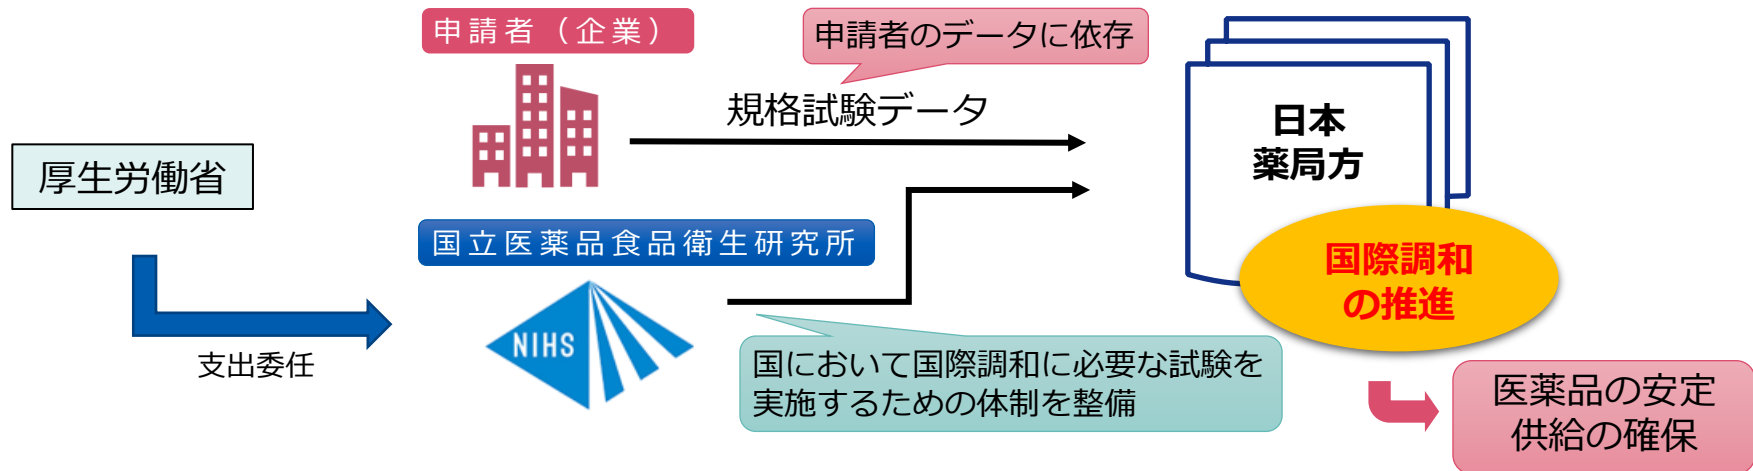 申請者（企業）
申請者のデータに依存
規格試験データ
日本
薬局方
厚生労働省
国立医薬品食品衛生研究所
国際調和
の推進
NIHS
支出委任
国において国際調和に必要な試験を
実施するための体制を整備
医薬品の安定
供給の確保